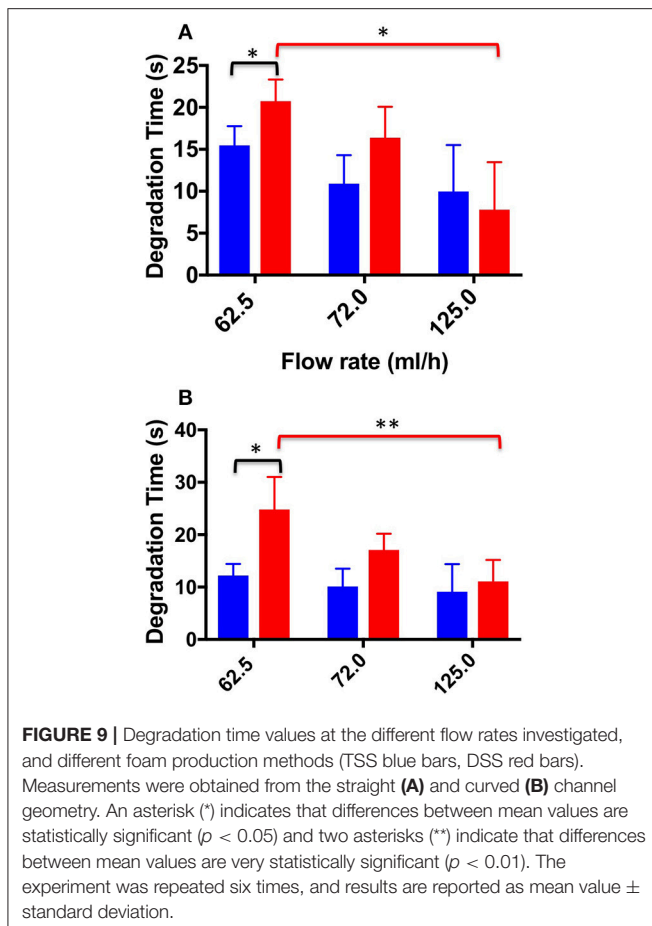 A
* *
Degradation Time (s)
25
20
15
10
5
0
62.5 72.0 125.0
Flow rate (ml/h)
B
* **
Degradation Time (s)
40
30
20
10
0
62.5 72.0 125.0
FIGURE 9 | Degradation time values at the different flow rates investigated,
and different foam production methods (TSS blue bars, DSS red bars).
Measurements were obtained from the straight (A) and curved (B) channel
geometry. An asterisk (*) indicates that differences between mean values are
statistically significant (p < 0.05) and two asterisks (**) indicate that differences
between mean values are very statistically significant (p < 0.01). The
experiment was repeated six times, and results are reported as mean value ±
standard deviation.